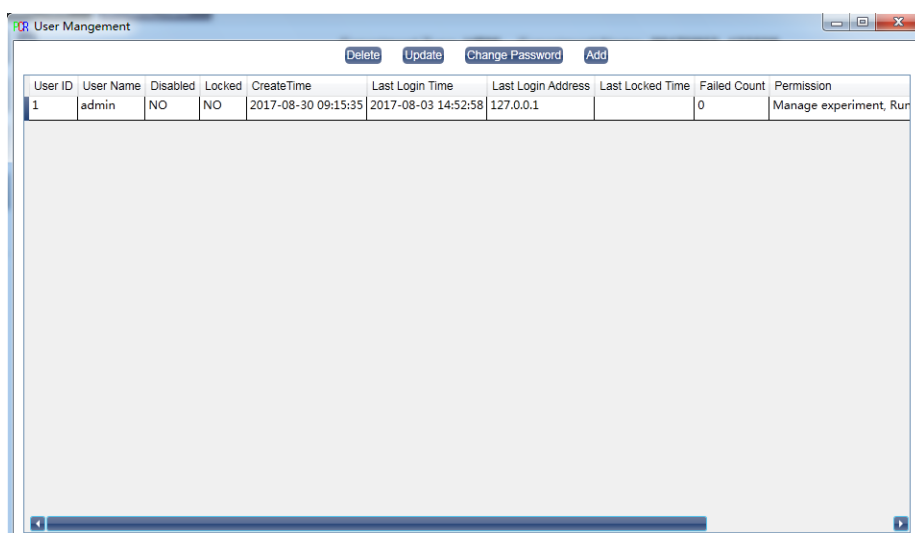 PCR User Mangement
Delete Update Change Password Add
User ID User Name Disabled Locked CreateTime Last Login Time Last Login Address Last Locked Time Failed Count Permission
1 admin NO NO 2017-08-30 09:15:35 2017-08-03 14:52:58 127.0.0.1 0 Manage experiment, Run